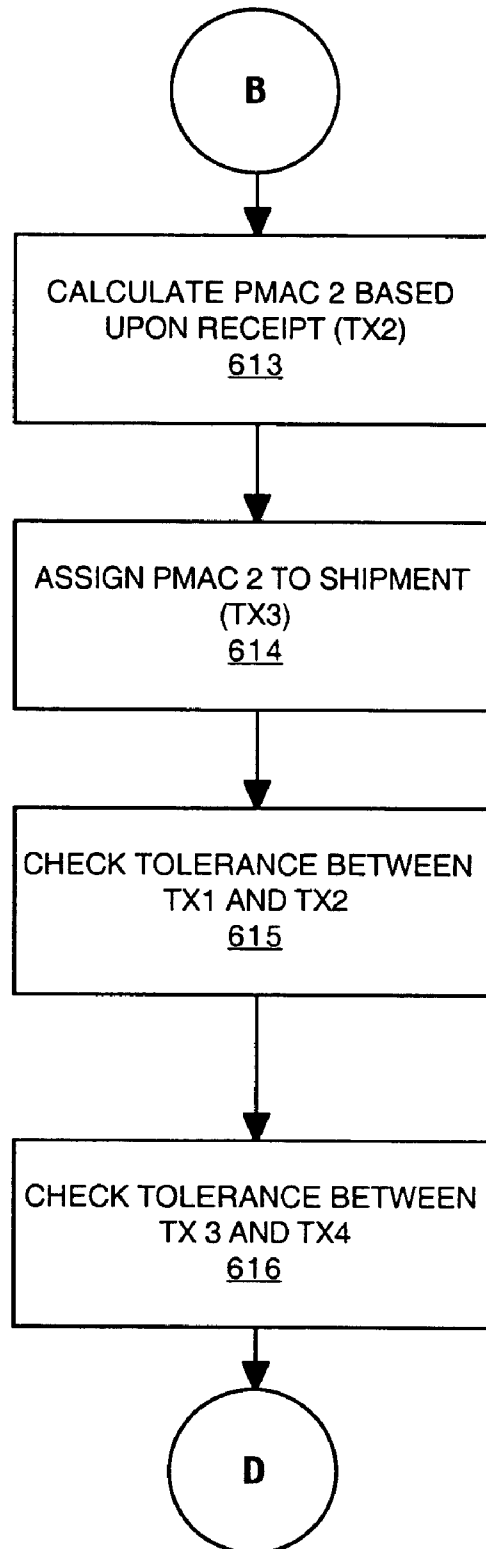 B
CALCULATE PMAC 2 BASED
UPON RECEIPT (TX2)
613
ASSIGN PMAC 2 TO SHIPMENT
(TX3)
614
CHECK TOLERANCE BETWEEN
TX1 AND TX2
615
CHECK TOLERANCE BETWEEN
TX 3 AND TX4
616
D